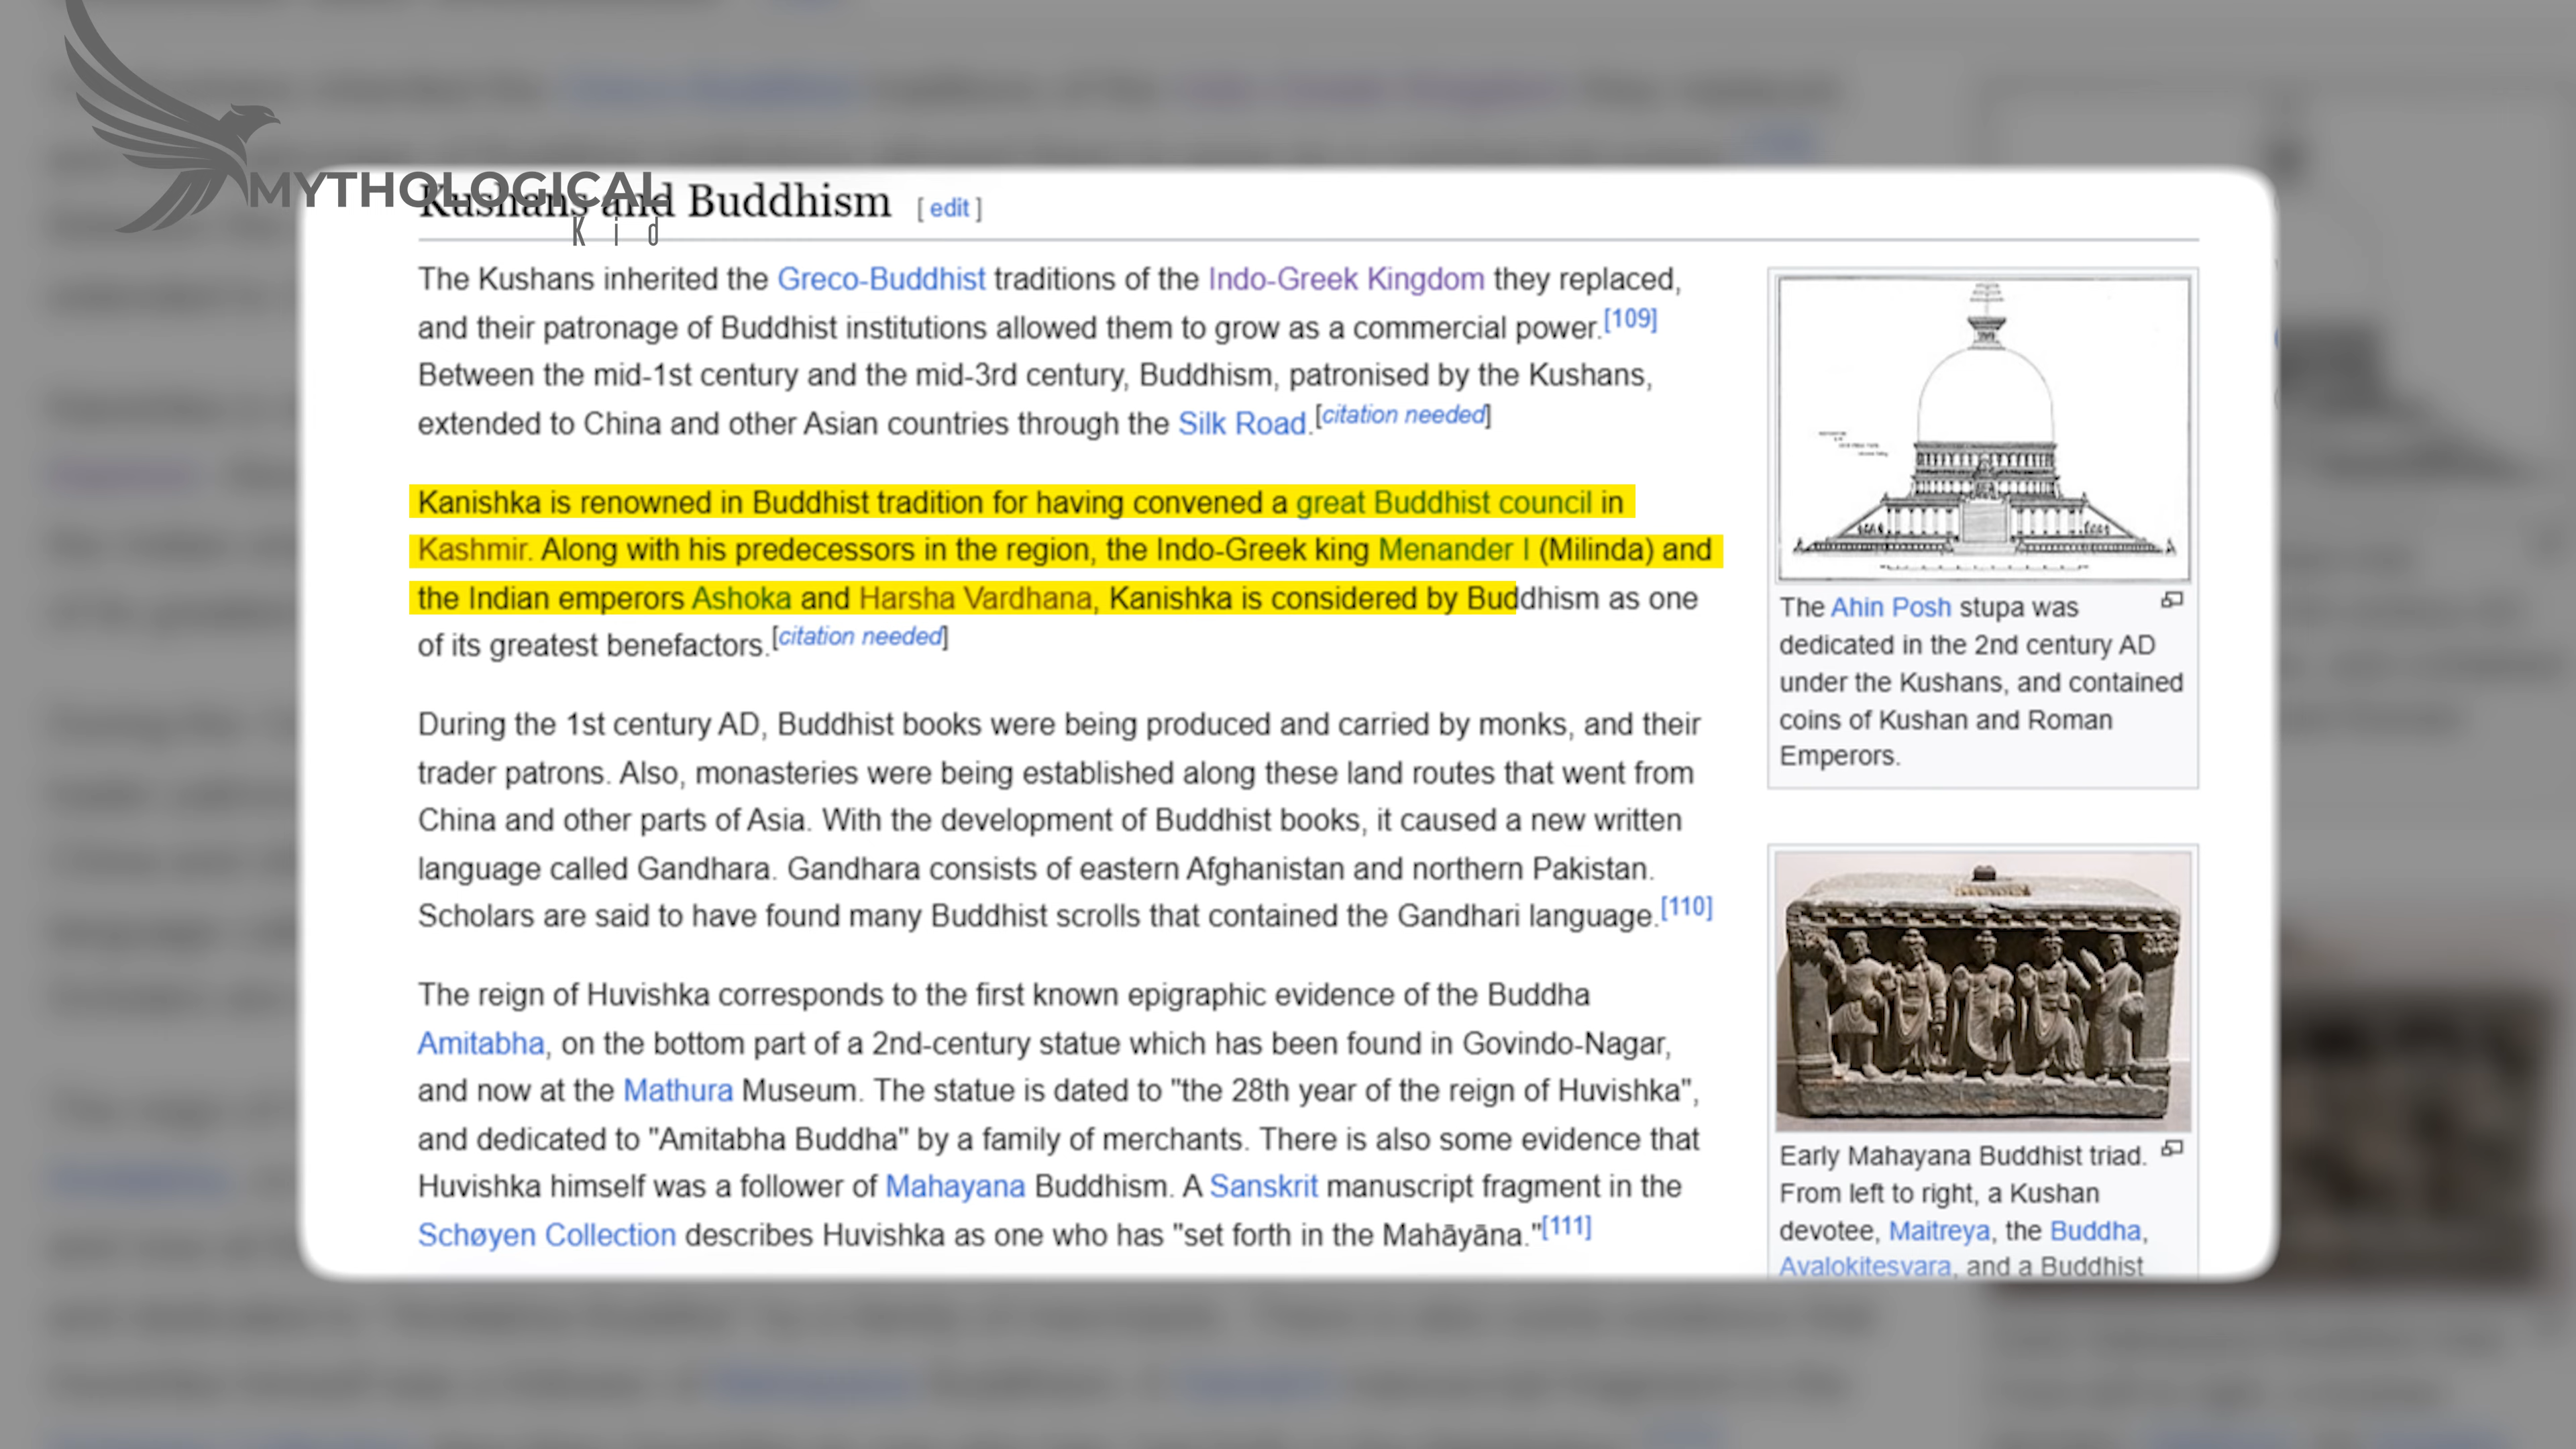 MYTHOLOGICAL
Kid
Kushans and Buddhism [ edit ]
The Kushans inherited the Greco-Buddhist traditions of the Indo-Greek Kingdom they replaced,
and their patronage of Buddhist institutions allowed them to grow as a commercial power.[109]
Between the mid-1st century and the mid-3rd century, Buddhism, patronised by the Kushans,
extended to China and other Asian countries through the Silk Road.[citation needed]
Kanishka is renowned in Buddhist tradition for having convened a great Buddhist council in
Kashmir. Along with his predecessors in the region, the Indo-Greek king Menander I (Milinda) and
the Indian emperors Ashoka and Harsha Vardhana, Kanishka is considered by Buddhism as one
of its greatest benefactors.[citation needed]
During the 1st century AD, Buddhist books were being produced and carried by monks, and their
trader patrons. Also, monasteries were being established along these land routes that went from
China and other parts of Asia. With the development of Buddhist books, it caused a new written
language called Gandhara. Gandhara consists of eastern Afghanistan and northern Pakistan.
Scholars are said to have found many Buddhist scrolls that contained the Gandhari language.[110]
The reign of Huvishka corresponds to the first known epigraphic evidence of the Buddha
Amitabha, on the bottom part of a 2nd-century statue which has been found in Govindo-Nagar,
and now at the Mathura Museum. The statue is dated to "the 28th year of the reign of Huvishka",
and dedicated to "Amitabha Buddha" by a family of merchants. There is also some evidence that
Huvishka himself was a follower of Mahayana Buddhism. A Sanskrit manuscript fragment in the
Schøyen Collection describes Huvishka as one who has "set forth in the Mahāyāna."[111]
The Ahin Posh stupa was
dedicated in the 2nd century AD
under the Kushans, and contained
coins of Kushan and Roman
Emperors.
Early Mahayana Buddhist triad.
From left to right, a Kushan
devotee, Maitreya, the Buddha,
Avalokitesvara, and a Buddhist